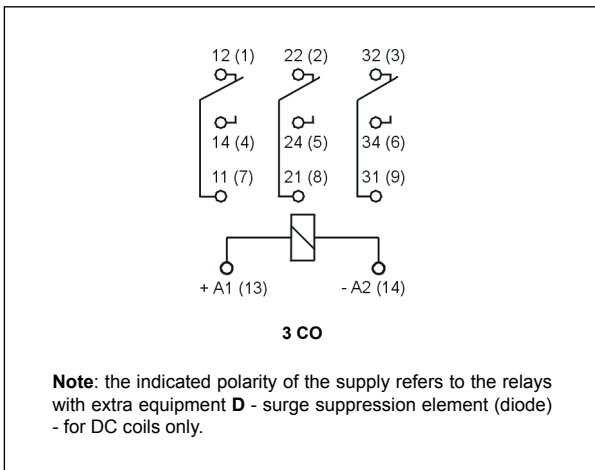 12 (1) 22 (2) 32 (3)
14 (4) 24 (5) 34 (6)
11 (7) 21 (8) 31 (9)
+ A1 (13) - A2 (14)
3 CO
Note: the indicated polarity of the supply refers to the relays
with extra equipment D - surge suppression element (diode)
- for DC coils only.